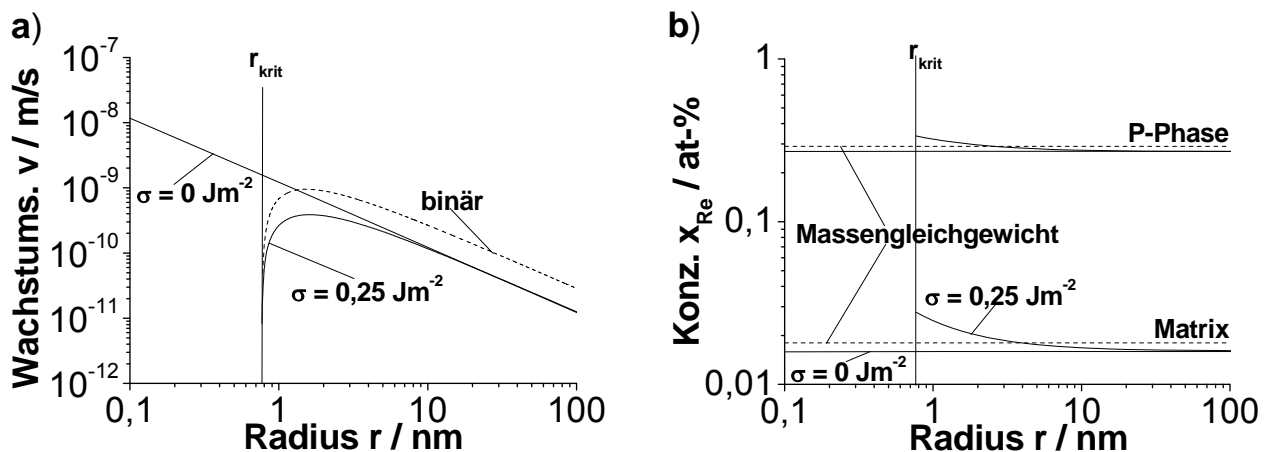 a)
Wachstums. v / m/s
10⁻⁷
10⁻⁸
10⁻⁹
10⁻¹⁰
10⁻¹¹
10⁻¹²
r_krit
σ = 0 Jm⁻²
binär
σ = 0,25 Jm⁻²
0,1
1
10
100
Radius r / nm
b)
Konz. x_Re / at-%
1
0,1
0,01
r_krit
P-Phase
Massengleichgewicht
σ = 0,25 Jm⁻²
Matrix
σ = 0 Jm⁻²
0,1
1
10
100
Radius r / nm